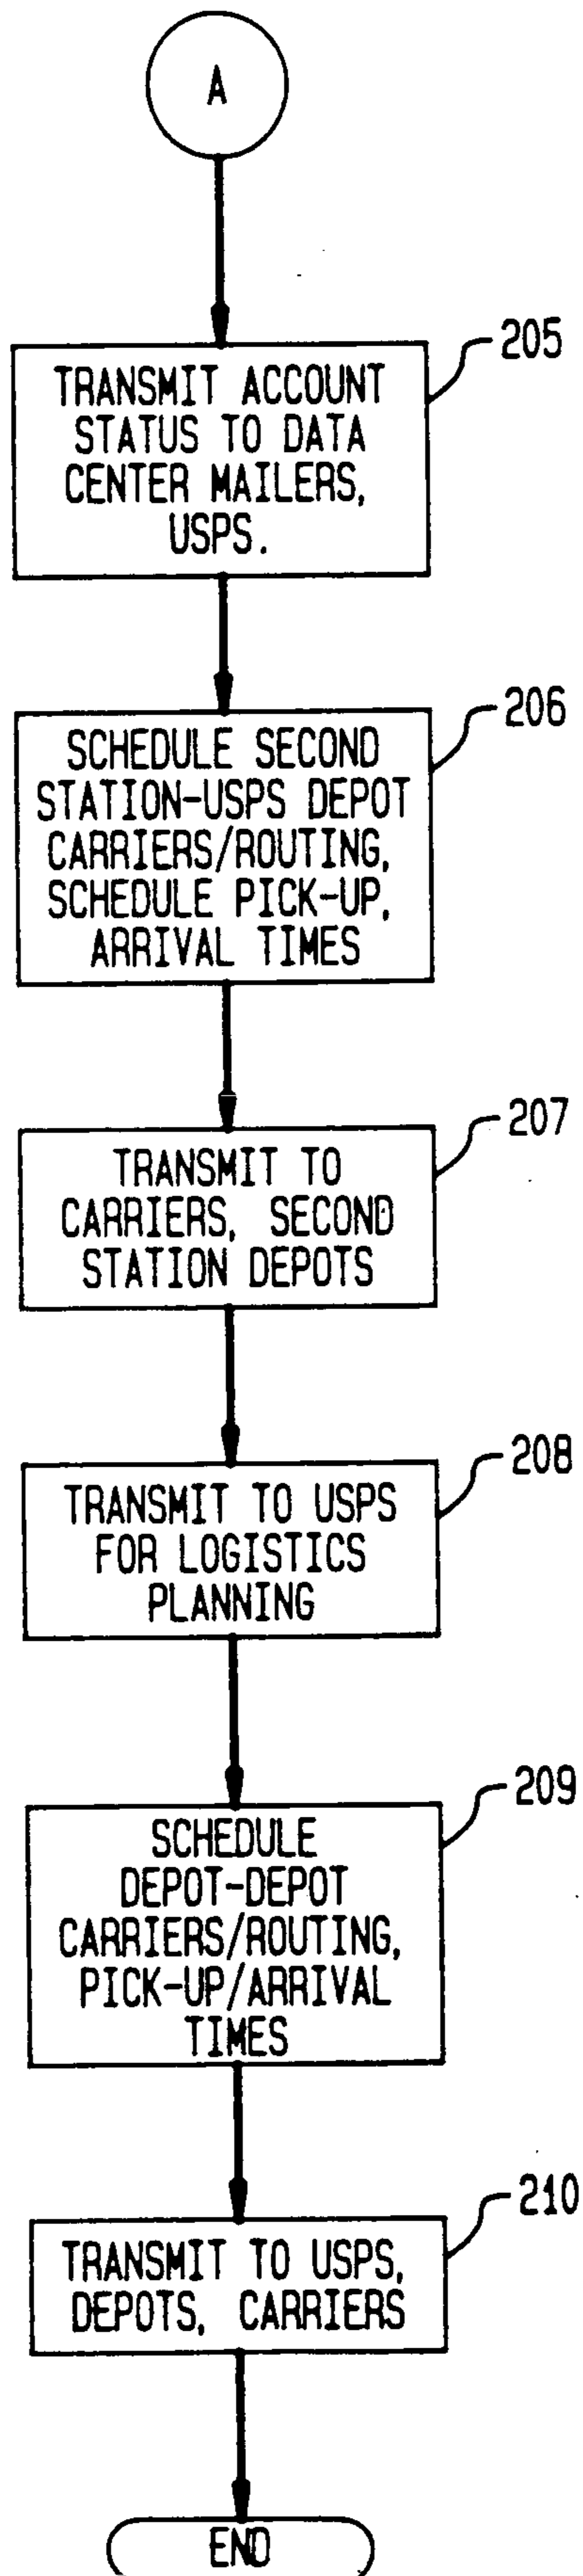 A
205
TRANSMIT ACCOUNT
STATUS TO DATA
CENTER MAILERS,
USPS.
206
SCHEDULE SECOND
STATION-USPS DEPOT
CARRIERS/ROUTING,
SCHEDULE PICK-UP,
ARRIVAL TIMES
207
TRANSMIT TO
CARRIERS, SECOND
STATION DEPOTS
208
TRANSMIT TO USPS
FOR LOGISTICS
PLANNING
209
SCHEDULE
DEPOT-DEPOT
CARRIERS/ROUTING,
PICK-UP/ARRIVAL
TIMES
210
TRANSMIT TO USPS,
DEPOTS, CARRIERS
END